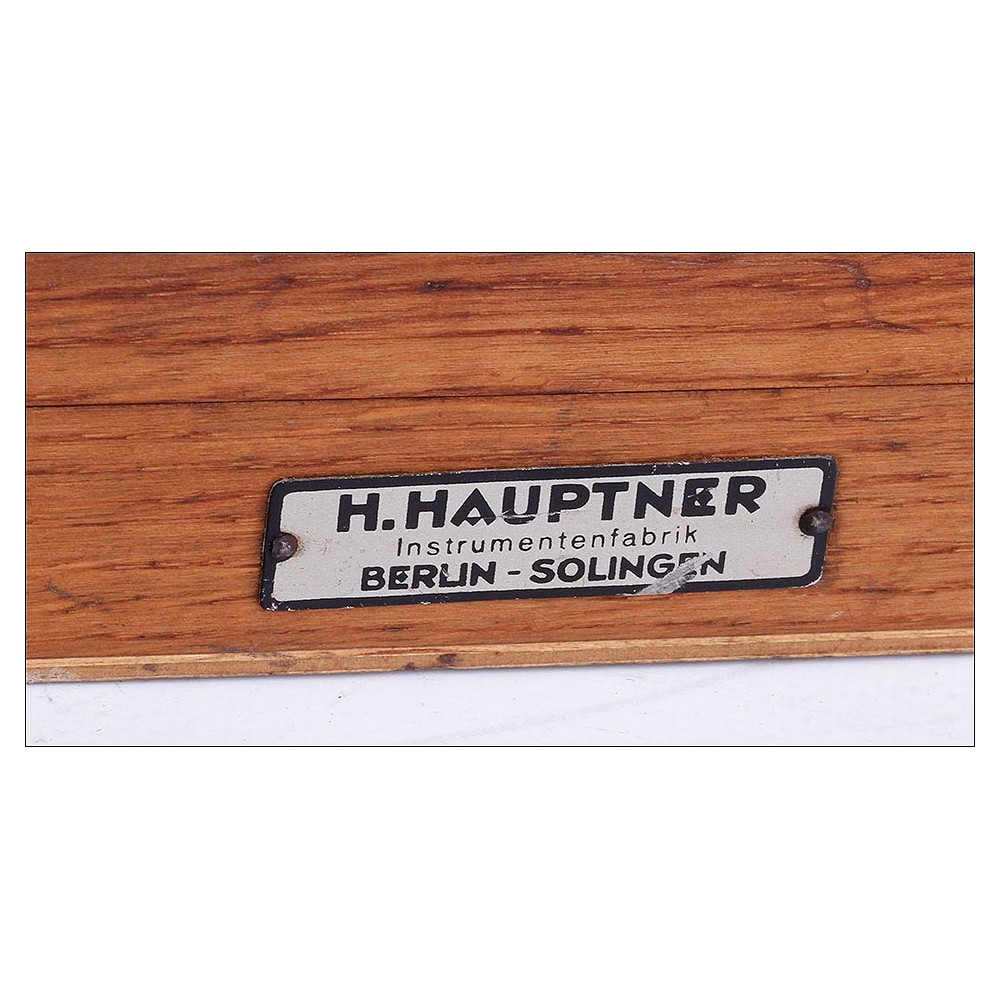 H.HAUPTNER
Instrumentenfabrik
BERLIN - SOLINGEN